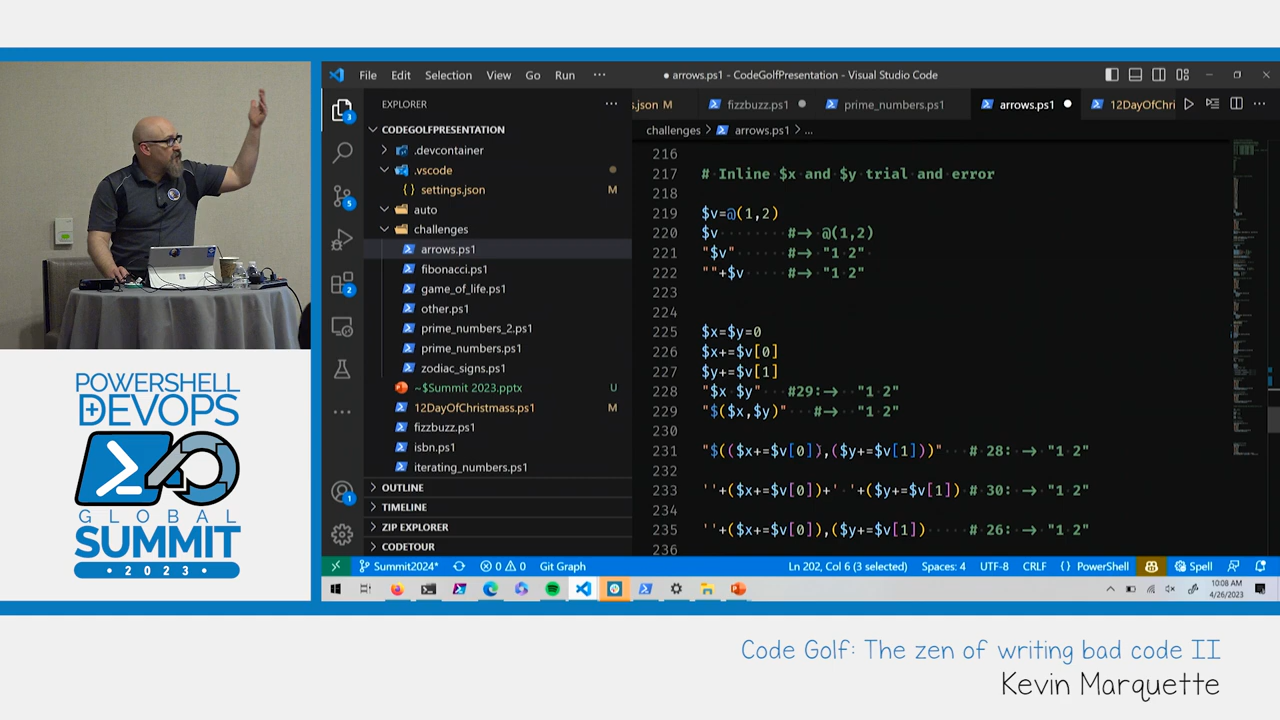 File Edit Selection View Go Run ···
● arrows.ps1 - CodeGolfPresentation - Visual Studio Code
EXPLORER ···
CODEGOLFPRESENTATION
.devcontainer
.vscode
{ } settings.json M
auto
challenges
arrows.ps1
fibonacci.ps1
game_of_life.ps1
other.ps1
prime_numbers_2.ps1
prime_numbers.ps1
zodiac_signs.ps1
~$Summit 2023.pptx U
12DayOfChristmass.ps1 M
fizzbuzz.ps1
isbn.ps1
iterating_numbers.ps1
OUTLINE
TIMELINE
ZIP EXPLORER
CODETOUR
3
5
2
1
s.json M fizzbuzz.ps1 ● prime_numbers.ps1 arrows.ps1 ● 12DayOfChri
challenges > arrows.ps1 > ...
216
217 # Inline $x and $y trial and error
218
219 $v=@(1,2)
220 $v #→ @(1,2)
221 "$v" #→ "1 2"
222 ""+$v #→ "1 2"
223
224
225 $x=$y=0
226 $x+=$v[0]
227 $y+=$v[1]
228 "$x $y" #29:→ "1 2"
229 "$($x,$y)" #→ "1 2"
230
231 "$(($x+=$v[0]),($y+=$v[1]))" # 28: → "1 2"
232
233 ''+($x+=$v[0])+' '+($y+=$v[1]) # 30: → "1 2"
234
235 ''+($x+=$v[0]),($y+=$v[1]) # 26: → "1 2"
236
Summit2024* 0 0 Git Graph Ln 202, Col 6 (3 selected) Spaces: 4 UTF-8 CRLF { } PowerShell Spell
10:08 AM
4/26/2023
POWERSHELL
+DEVOPS
GLOBAL
SUMMIT
• 2023 •
Code Golf: The zen of writing bad code II
Kevin Marquette